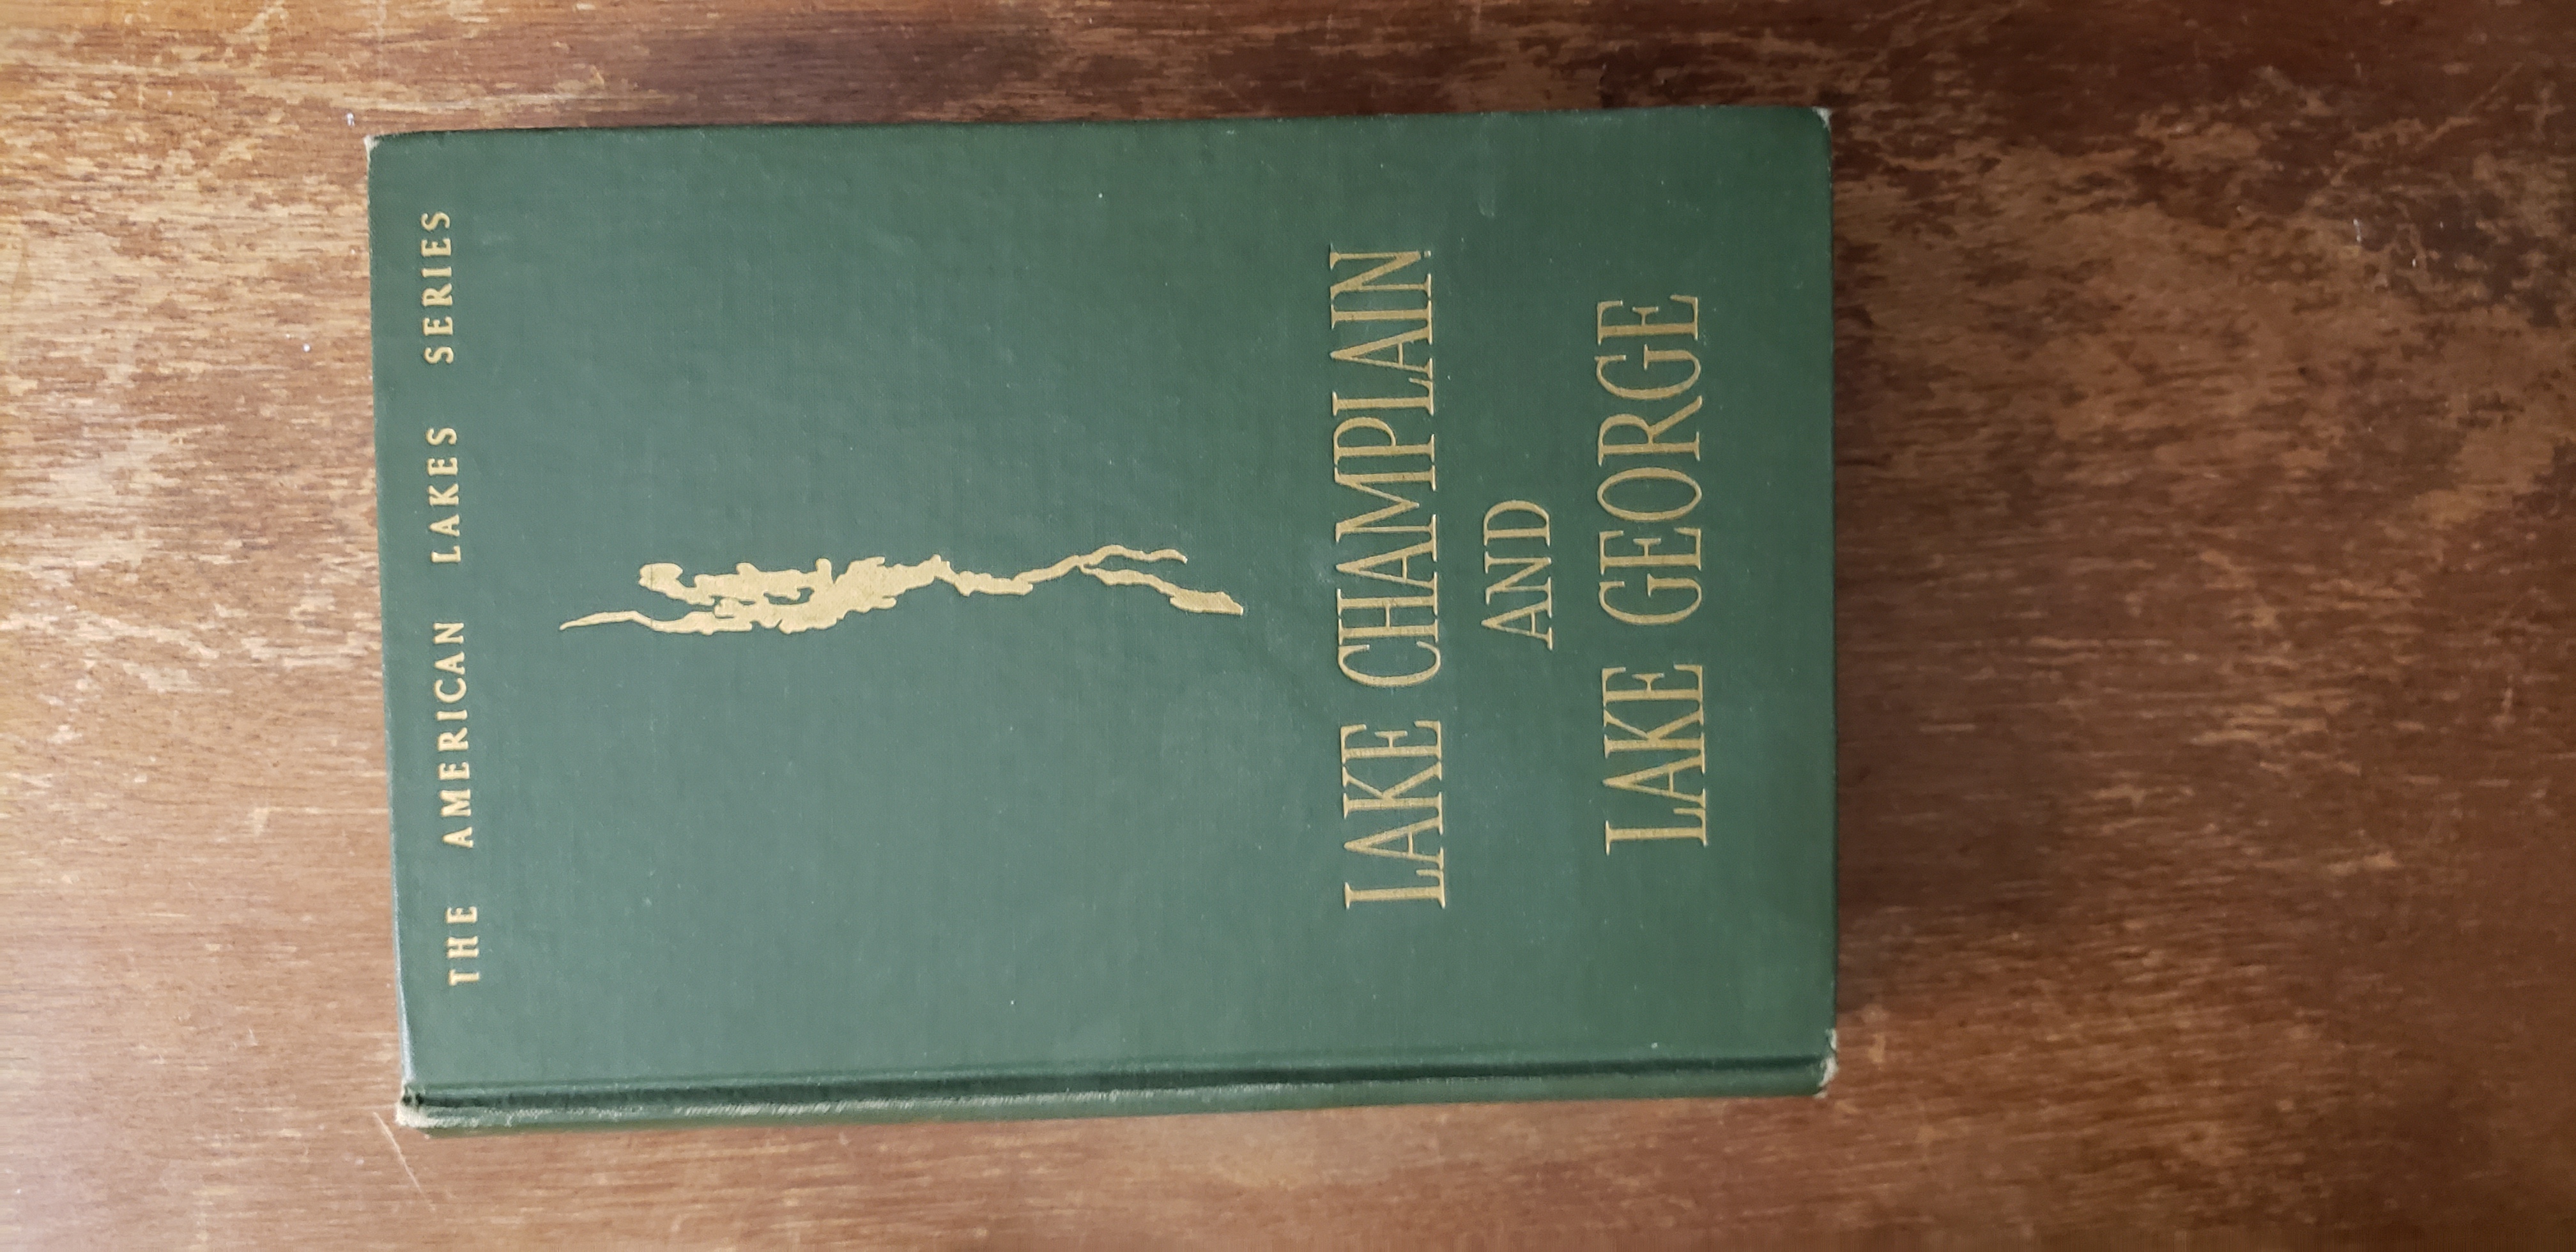 THE AMERICAN LAKES SERIES
LAKE CHAMPLAIN
AND
LAKE GEORGE